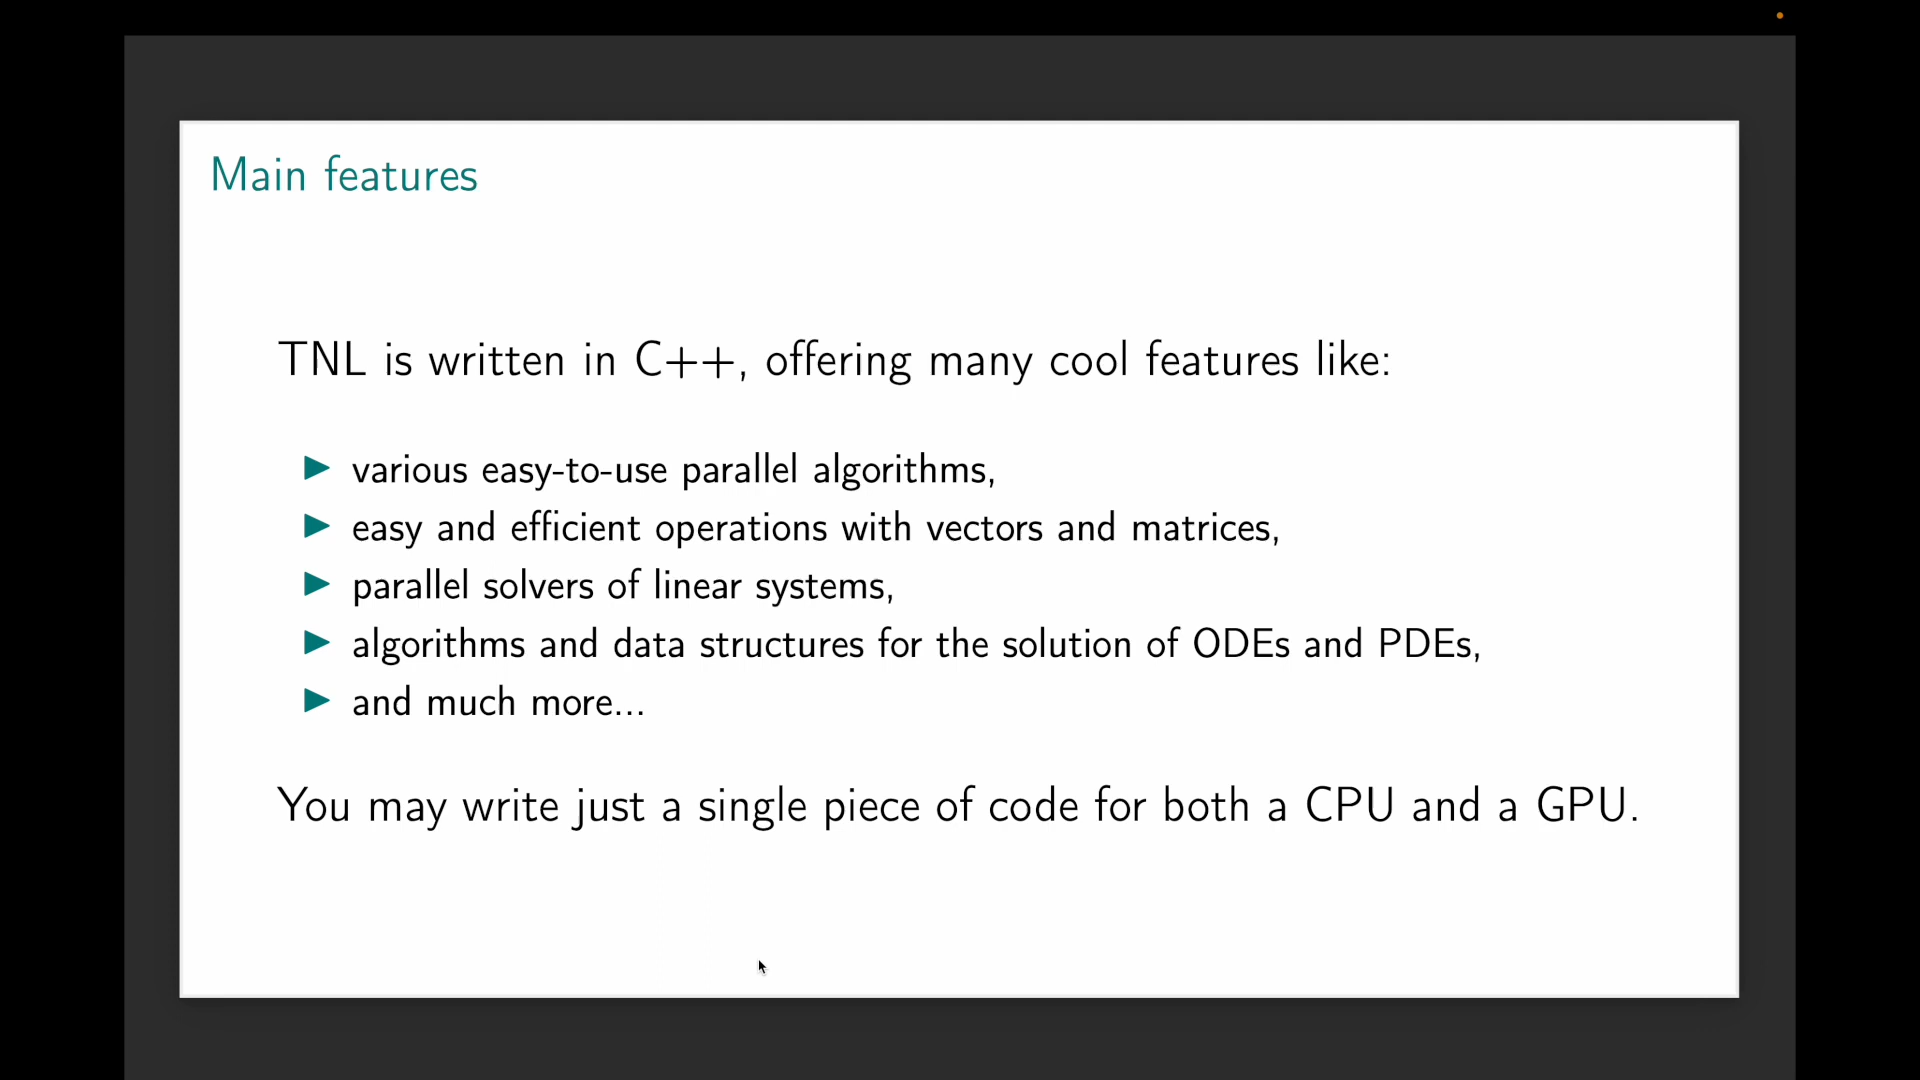 Main features
TNL is written in C++, offering many cool features like:
various easy-to-use parallel algorithms,
easy and efficient operations with vectors and matrices,
parallel solvers of linear systems,
algorithms and data structures for the solution of ODEs and PDEs,
and much more...
You may write just a single piece of code for both a CPU and a GPU.